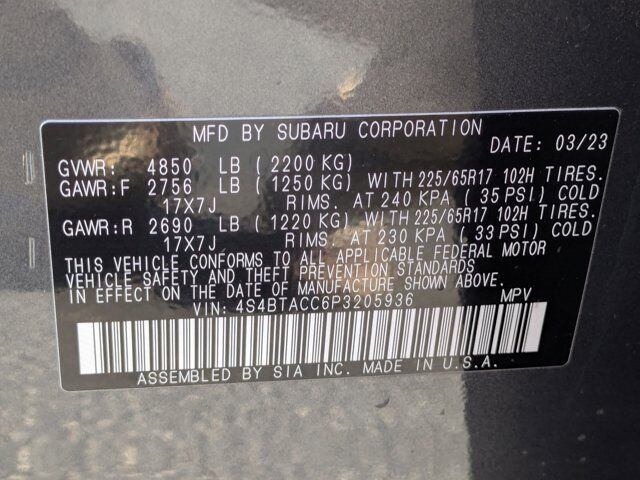 MFD BY SUBARU CORPORATION DATE: 03/23
GVWR: 4850 LB ( 2200 KG)
GAWR:F 2756 LB ( 1250 KG) WITH 225/65R17 102H TIRES.
17X7J RIMS. AT 240 KPA ( 35 PSI) COLD
GAWR:R 2690 LB ( 1220 KG) WITH 225/65R17 102H TIRES.
17X7J RIMS. AT 230 KPA ( 33 PSI) COLD
THIS VEHICLE CONFORMS TO ALL APPLICABLE FEDERAL MOTOR
VEHICLE SAFETY AND THEFT PREVENTION STANDARDS
IN EFFECT ON THE DATE OF MANUFACTURE SHOWN ABOVE.
VIN: 4S4BTACC6P3205936 MPV
ASSEMBLED BY SIA INC. MADE IN U.S.A.